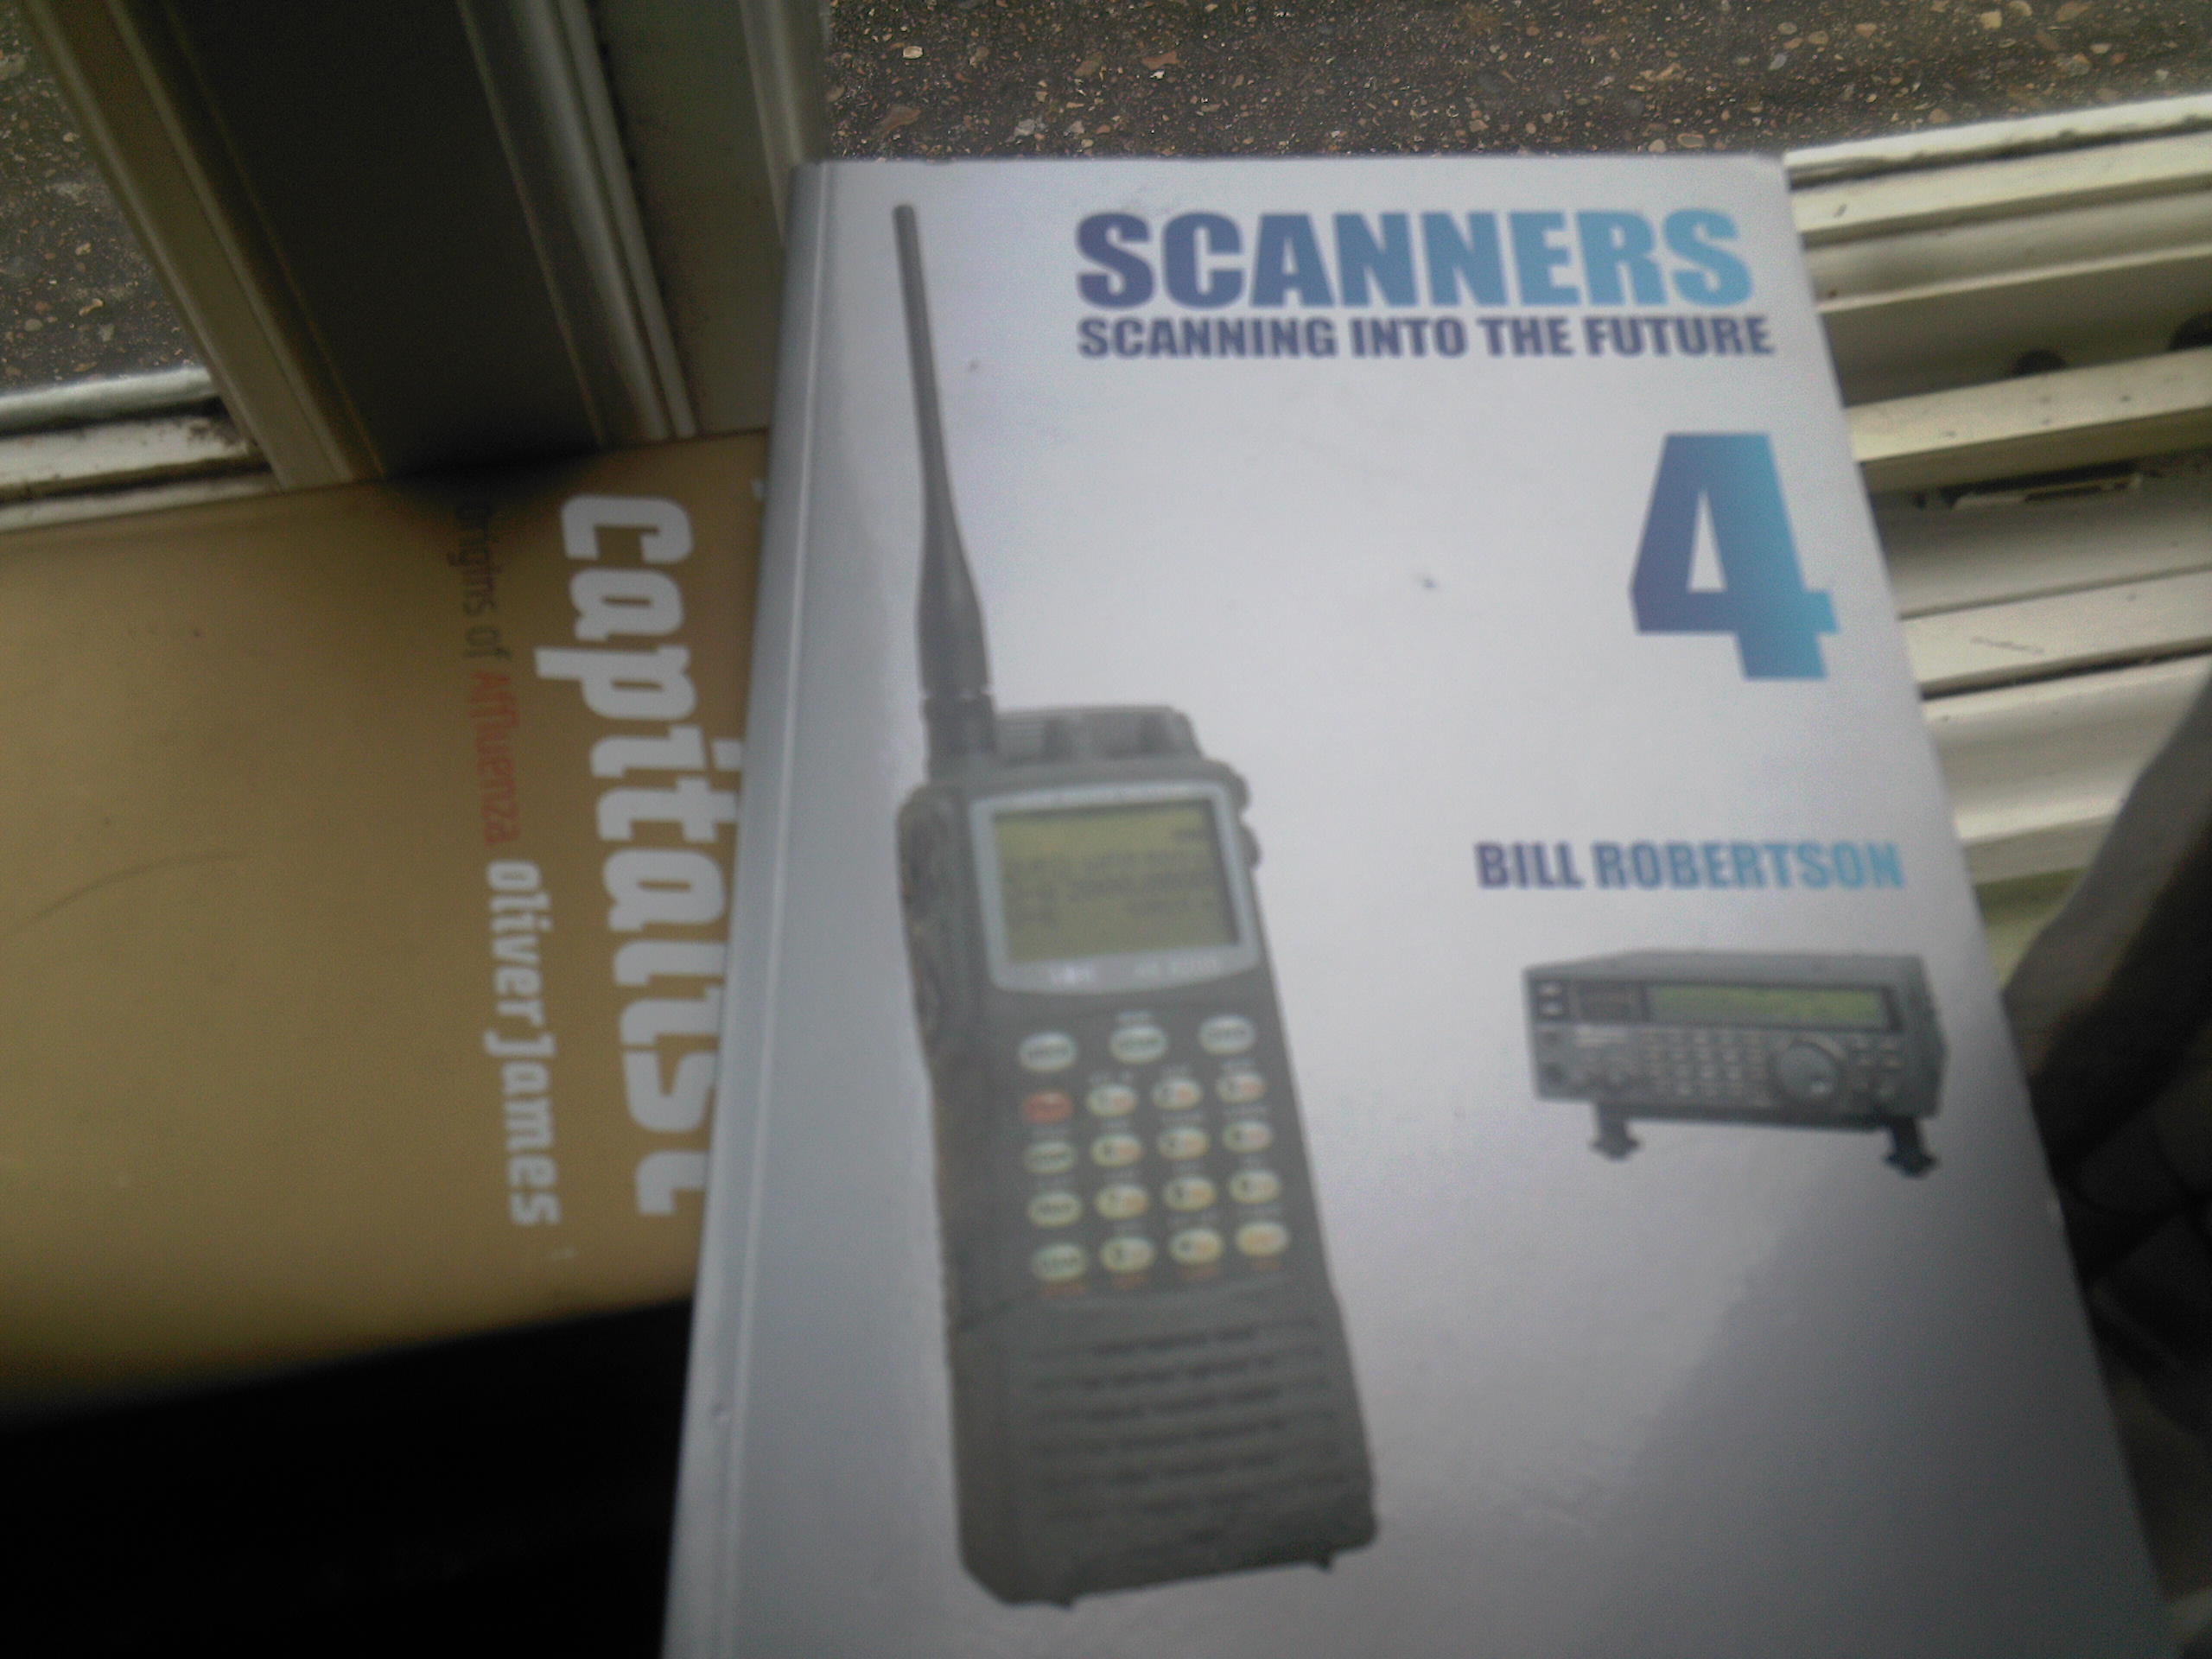 SCANNERS
SCANNING INTO THE FUTURE
4
BILL ROBERTSON
Capitalist
origins of Affluenza Oliver James